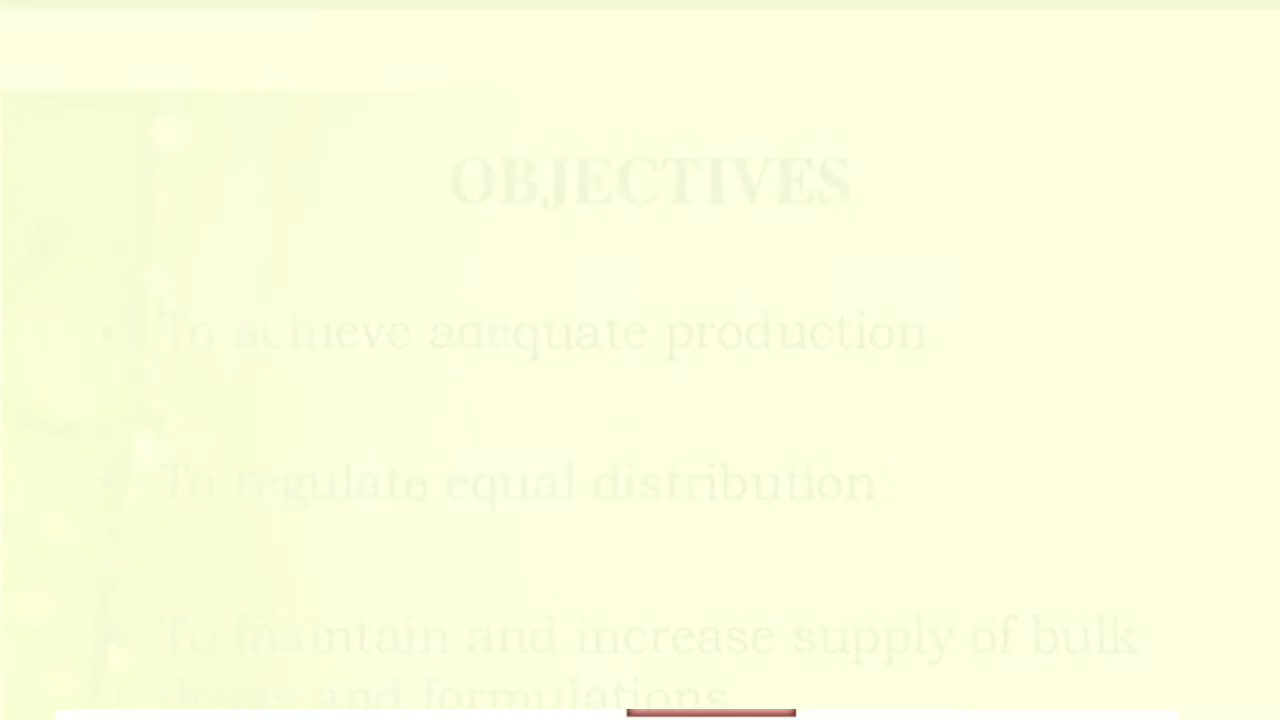 OBJECTIVES
• To achieve adequate production
• To regulate equal distribution
• To maintain and increase supply of bulk
drugs and formulations